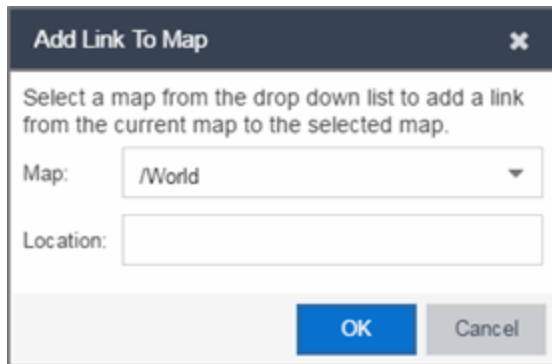 Add Link To Map
Select a map from the drop down list to add a link
from the current map to the selected map.
Map: /World
Location:
OK Cancel